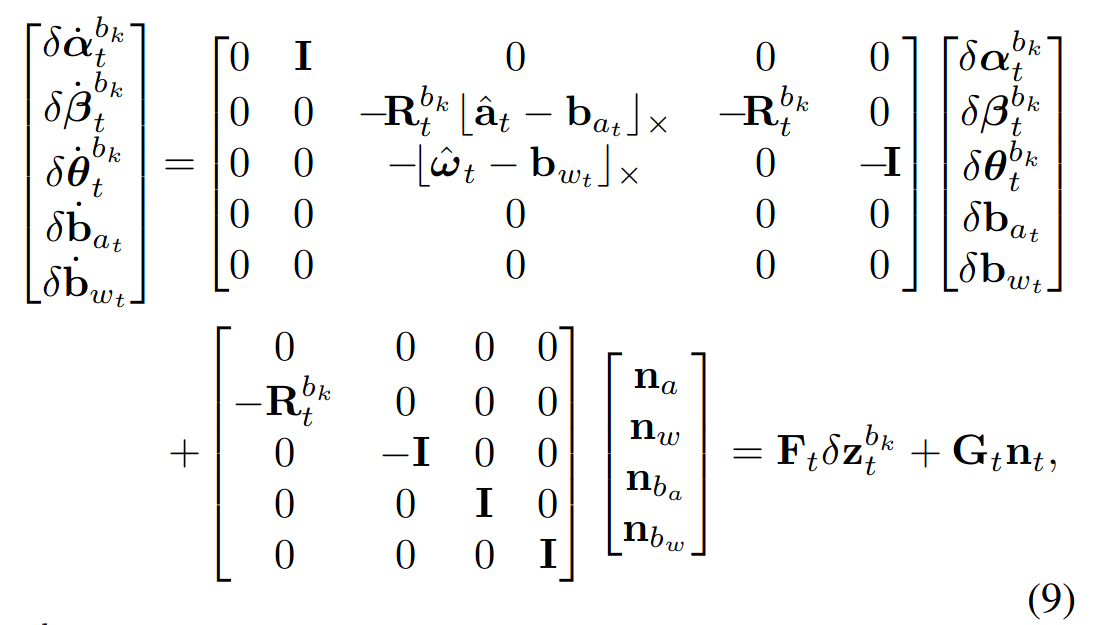 $$\begin{bmatrix} \delta\dot{\boldsymbol{\alpha}}_t^{b_k} \\ \delta\dot{\boldsymbol{\beta}}_t^{b_k} \\ \delta\dot{\boldsymbol{\theta}}_t^{b_k} \\ \delta\dot{\mathbf{b}}_{a_t} \\ \delta\dot{\mathbf{b}}_{w_t} \end{bmatrix} = \begin{bmatrix} 0 & \mathbf{I} & 0 & 0 & 0 \\ 0 & 0 & -\mathbf{R}_t^{b_k} \lfloor \hat{\mathbf{a}}_t - \mathbf{b}_{a_t} \rfloor_\times & -\mathbf{R}_t^{b_k} & 0 \\ 0 & 0 & -\lfloor \hat{\boldsymbol{\omega}}_t - \mathbf{b}_{w_t} \rfloor_\times & 0 & -\mathbf{I} \\ 0 & 0 & 0 & 0 & 0 \\ 0 & 0 & 0 & 0 & 0 \end{bmatrix} \begin{bmatrix} \delta\boldsymbol{\alpha}_t^{b_k} \\ \delta\boldsymbol{\beta}_t^{b_k} \\ \delta\boldsymbol{\theta}_t^{b_k} \\ \delta\mathbf{b}_{a_t} \\ \delta\mathbf{b}_{w_t} \end{bmatrix}$$
$$+ \begin{bmatrix} 0 & 0 & 0 & 0 \\ -\mathbf{R}_t^{b_k} & 0 & 0 & 0 \\ 0 & -\mathbf{I} & 0 & 0 \\ 0 & 0 & \mathbf{I} & 0 \\ 0 & 0 & 0 & \mathbf{I} \end{bmatrix} \begin{bmatrix} \mathbf{n}_a \\ \mathbf{n}_w \\ \mathbf{n}_{b_a} \\ \mathbf{n}_{b_w} \end{bmatrix} = \mathbf{F}_t \delta\mathbf{z}_t^{b_k} + \mathbf{G}_t \mathbf{n}_t,$$
(9)